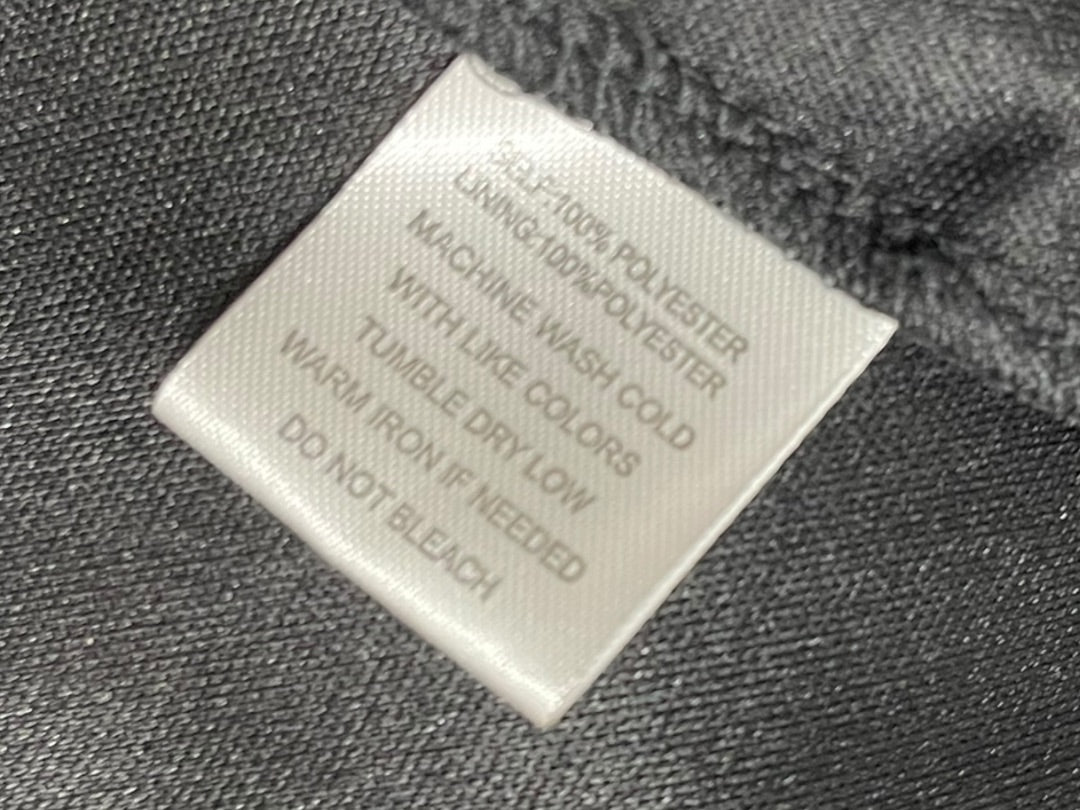 SELF:100% POLYESTER
LINING:100%POLYESTER
MACHINE WASH COLD
WITH LIKE COLORS
TUMBLE DRY LOW
WARM IRON IF NEEDED
DO NOT BLEACH